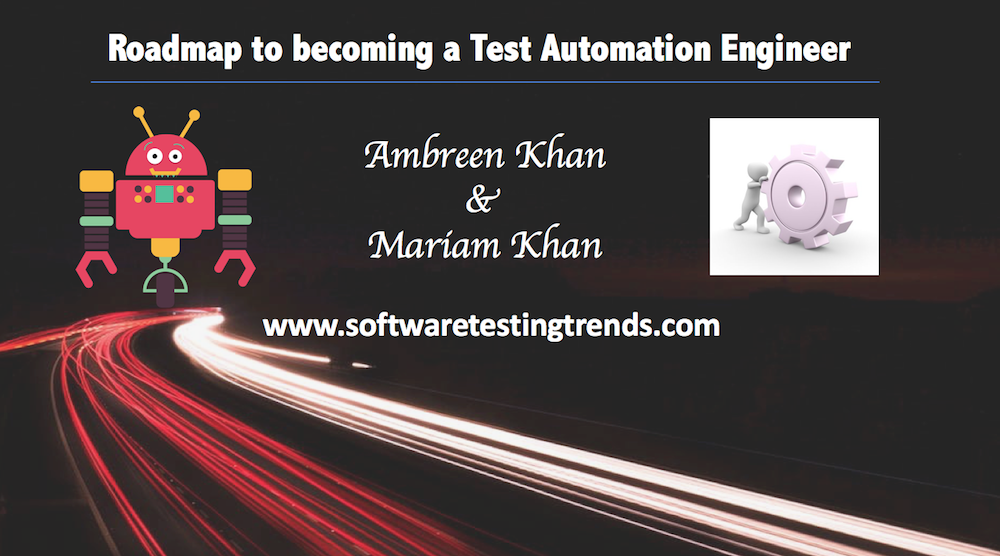 Roadmap to becoming a Test Automation Engineer
Ambreen Khan
&
Mariam Khan
www.softwaretestingtrends.com